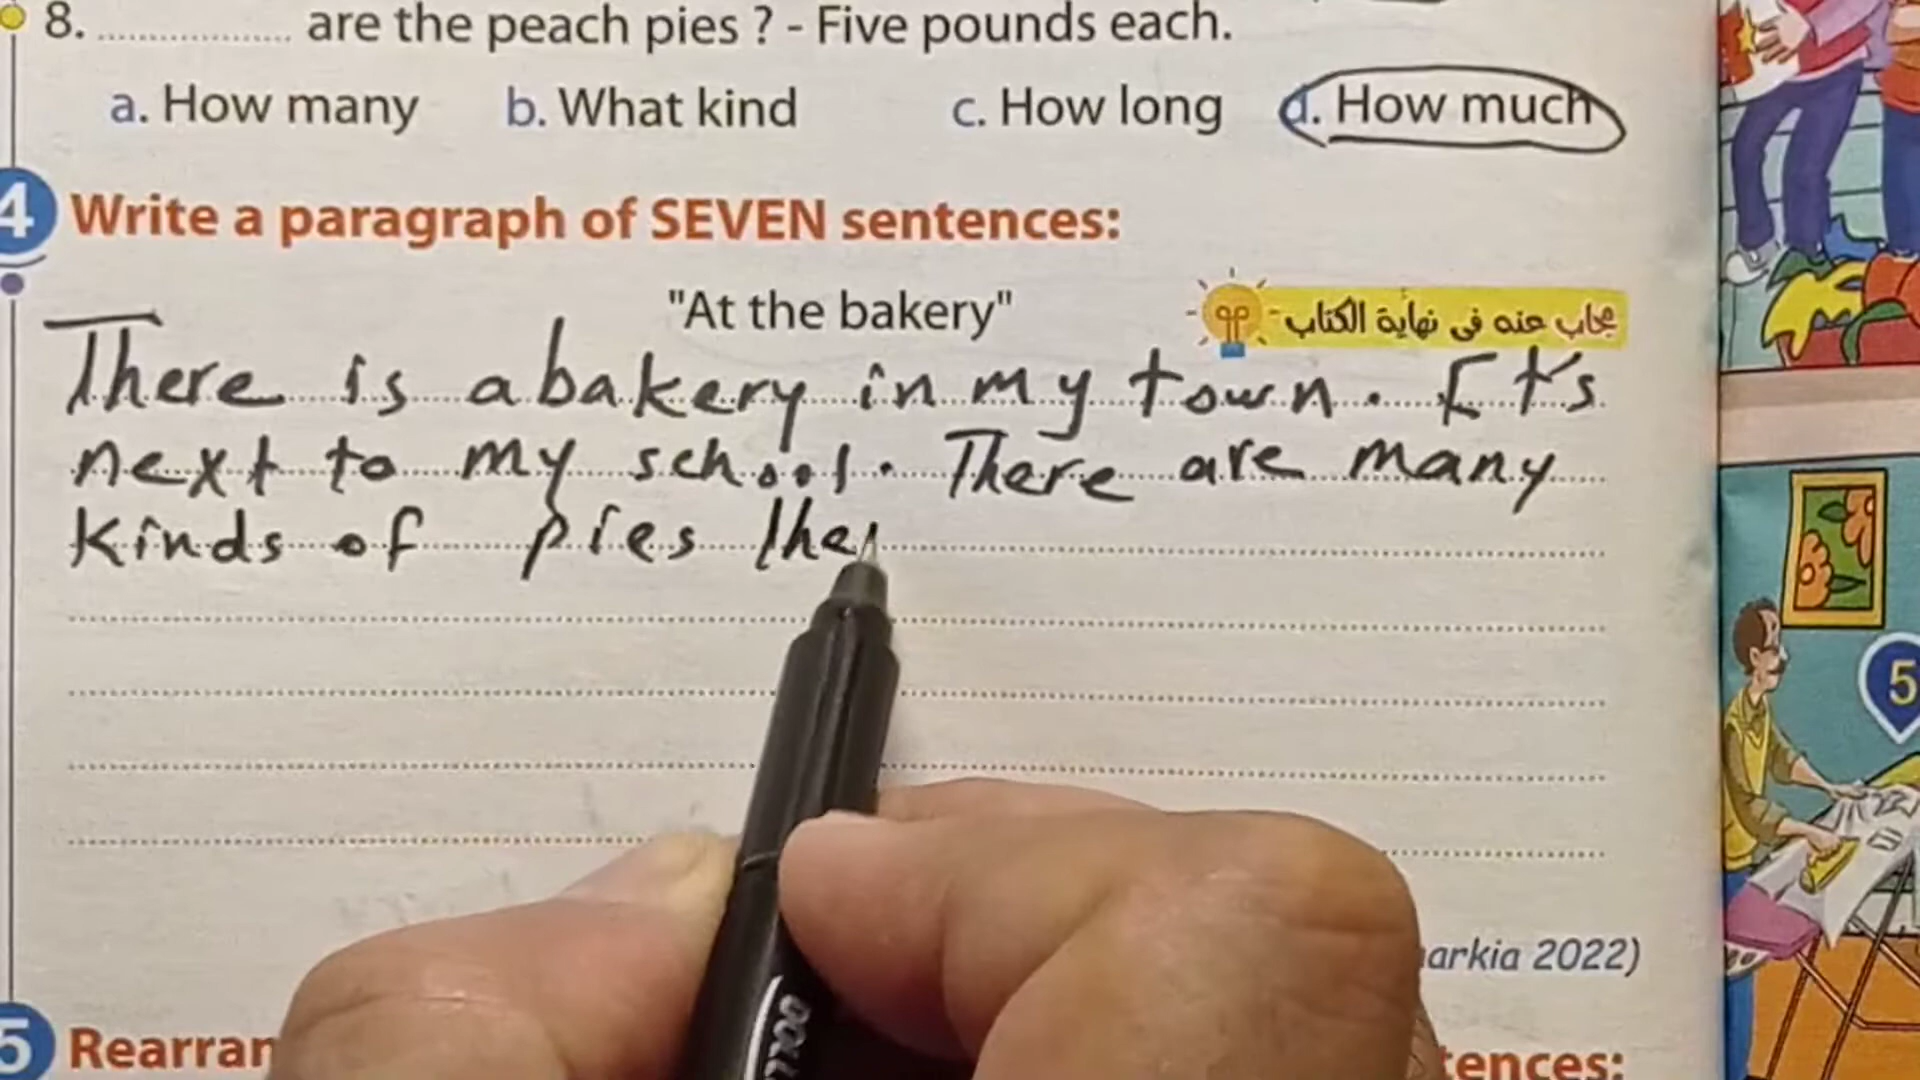 8. .................. are the peach pies ? - Five pounds each.
a. How many b. What kind c. How long d. How much
4 Write a paragraph of SEVEN sentences:
"At the bakery"
مجاب عنه فى نهاية الكتاب
There is a bakery in my town. It's
next to my school. There are many
kinds of pies the
5
arkia 2022)
5 Rearran
tences: